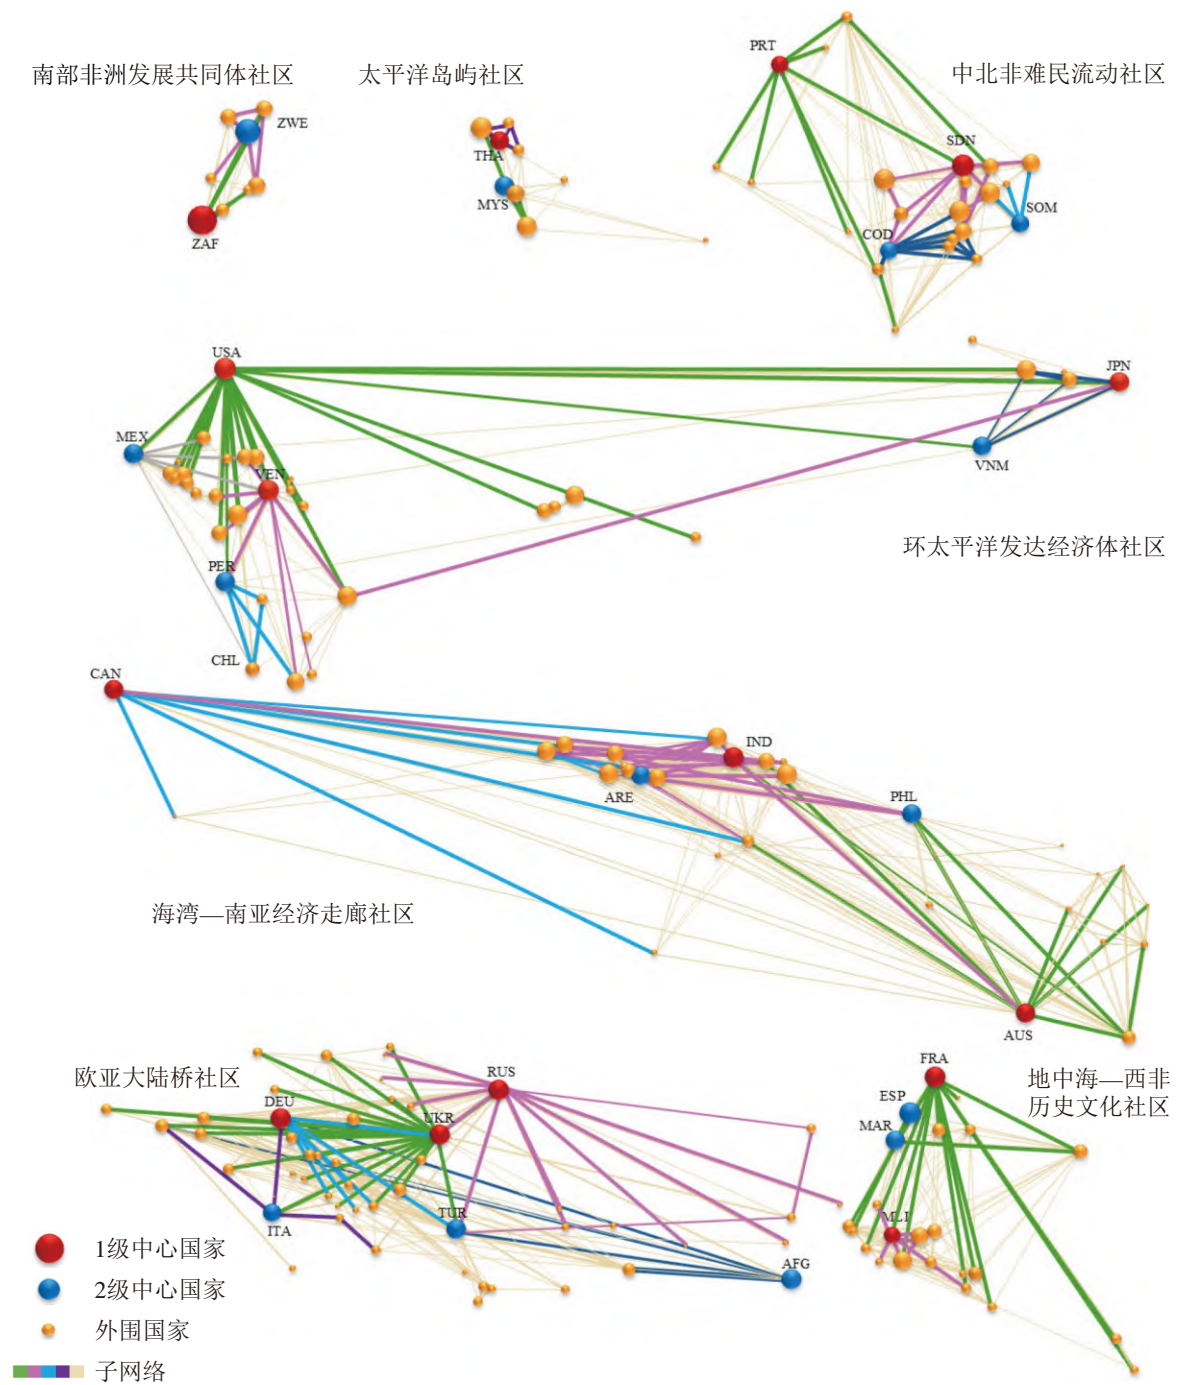 南部非洲发展共同体社区
太平洋岛屿社区
中北非难民流动社区
PRT
ZWE
ZAF
THA
MYS
SDN
SOM
COD
USA
JPN
MEX
VEN
VNM
环太平洋发达经济体社区
PER
CHL
CAN
IND
ARE
PHL
海湾—南亚经济走廊社区
AUS
欧亚大陆桥社区
RUS
DEU
UKR
ITA
TUR
AFG
FRA
地中海—西非
历史文化社区
ESP
MAR
MLI
1级中心国家
2级中心国家
外围国家
子网络